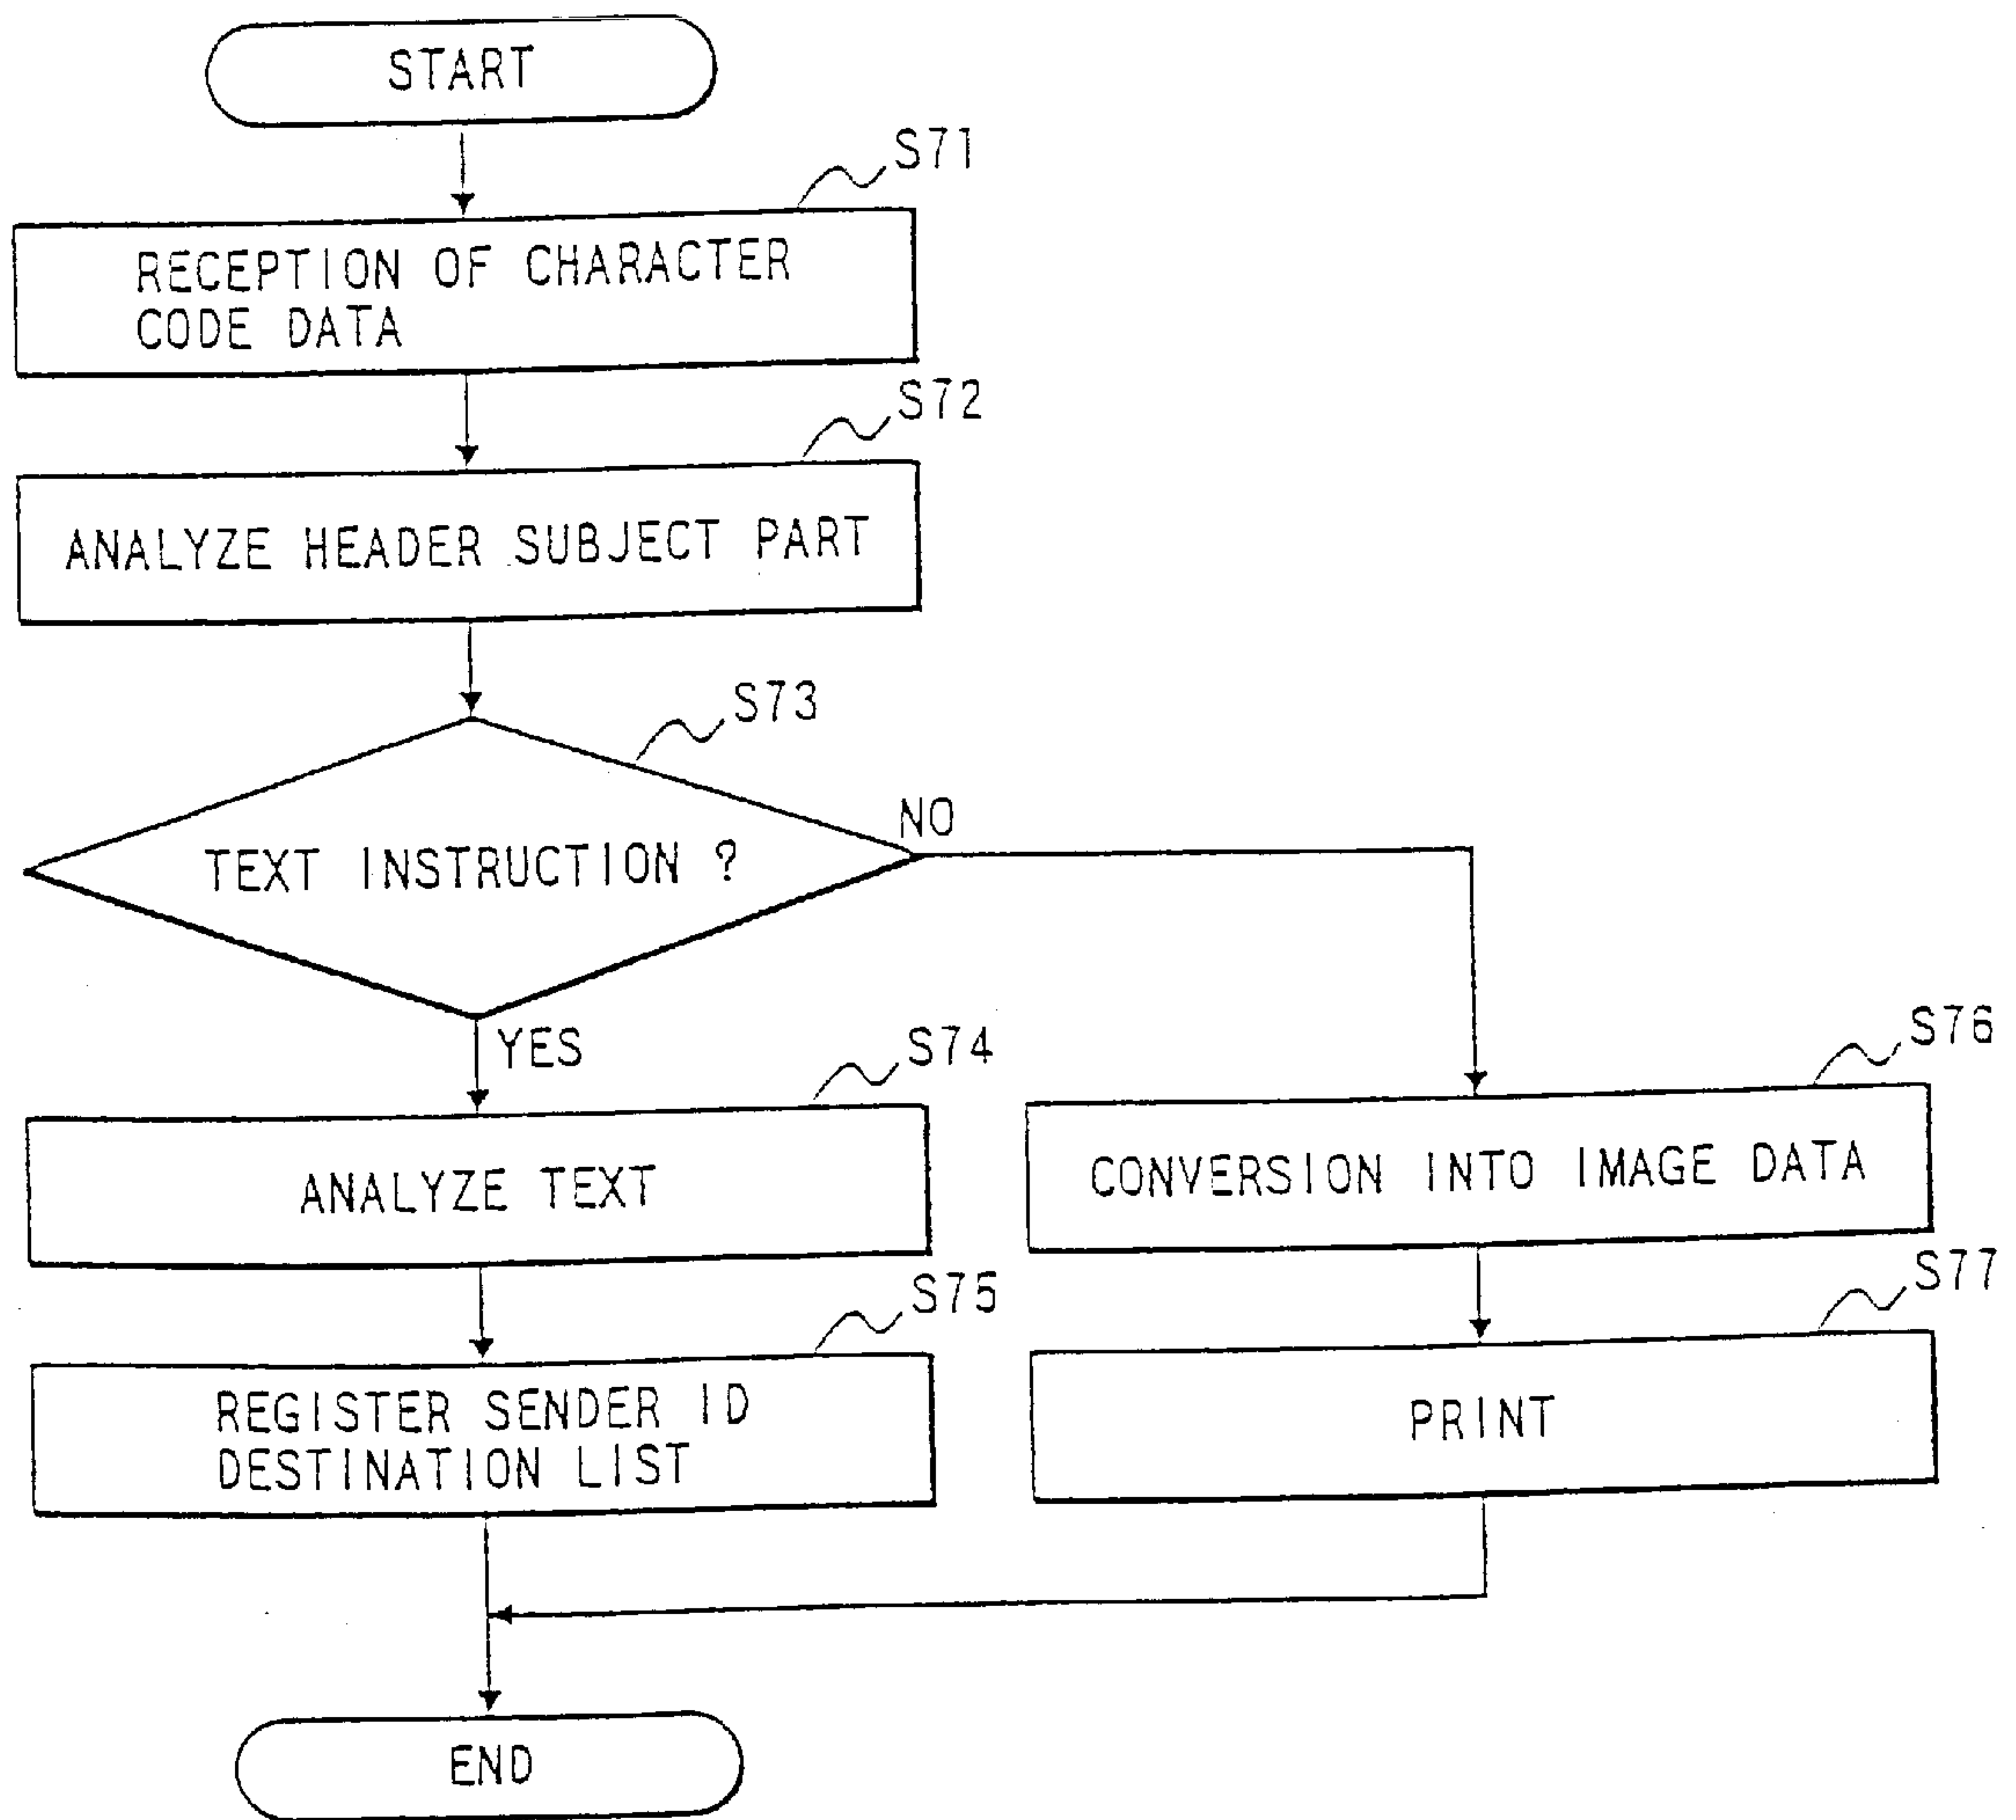 START
S71
RECEPTION OF CHARACTER
CODE DATA
S72
ANALYZE HEADER SUBJECT PART
S73
TEXT INSTRUCTION ?
NO
YES
S74
ANALYZE TEXT
S76
CONVERSION INTO IMAGE DATA
S75
REGISTER SENDER ID
DESTINATION LIST
S77
PRINT
END